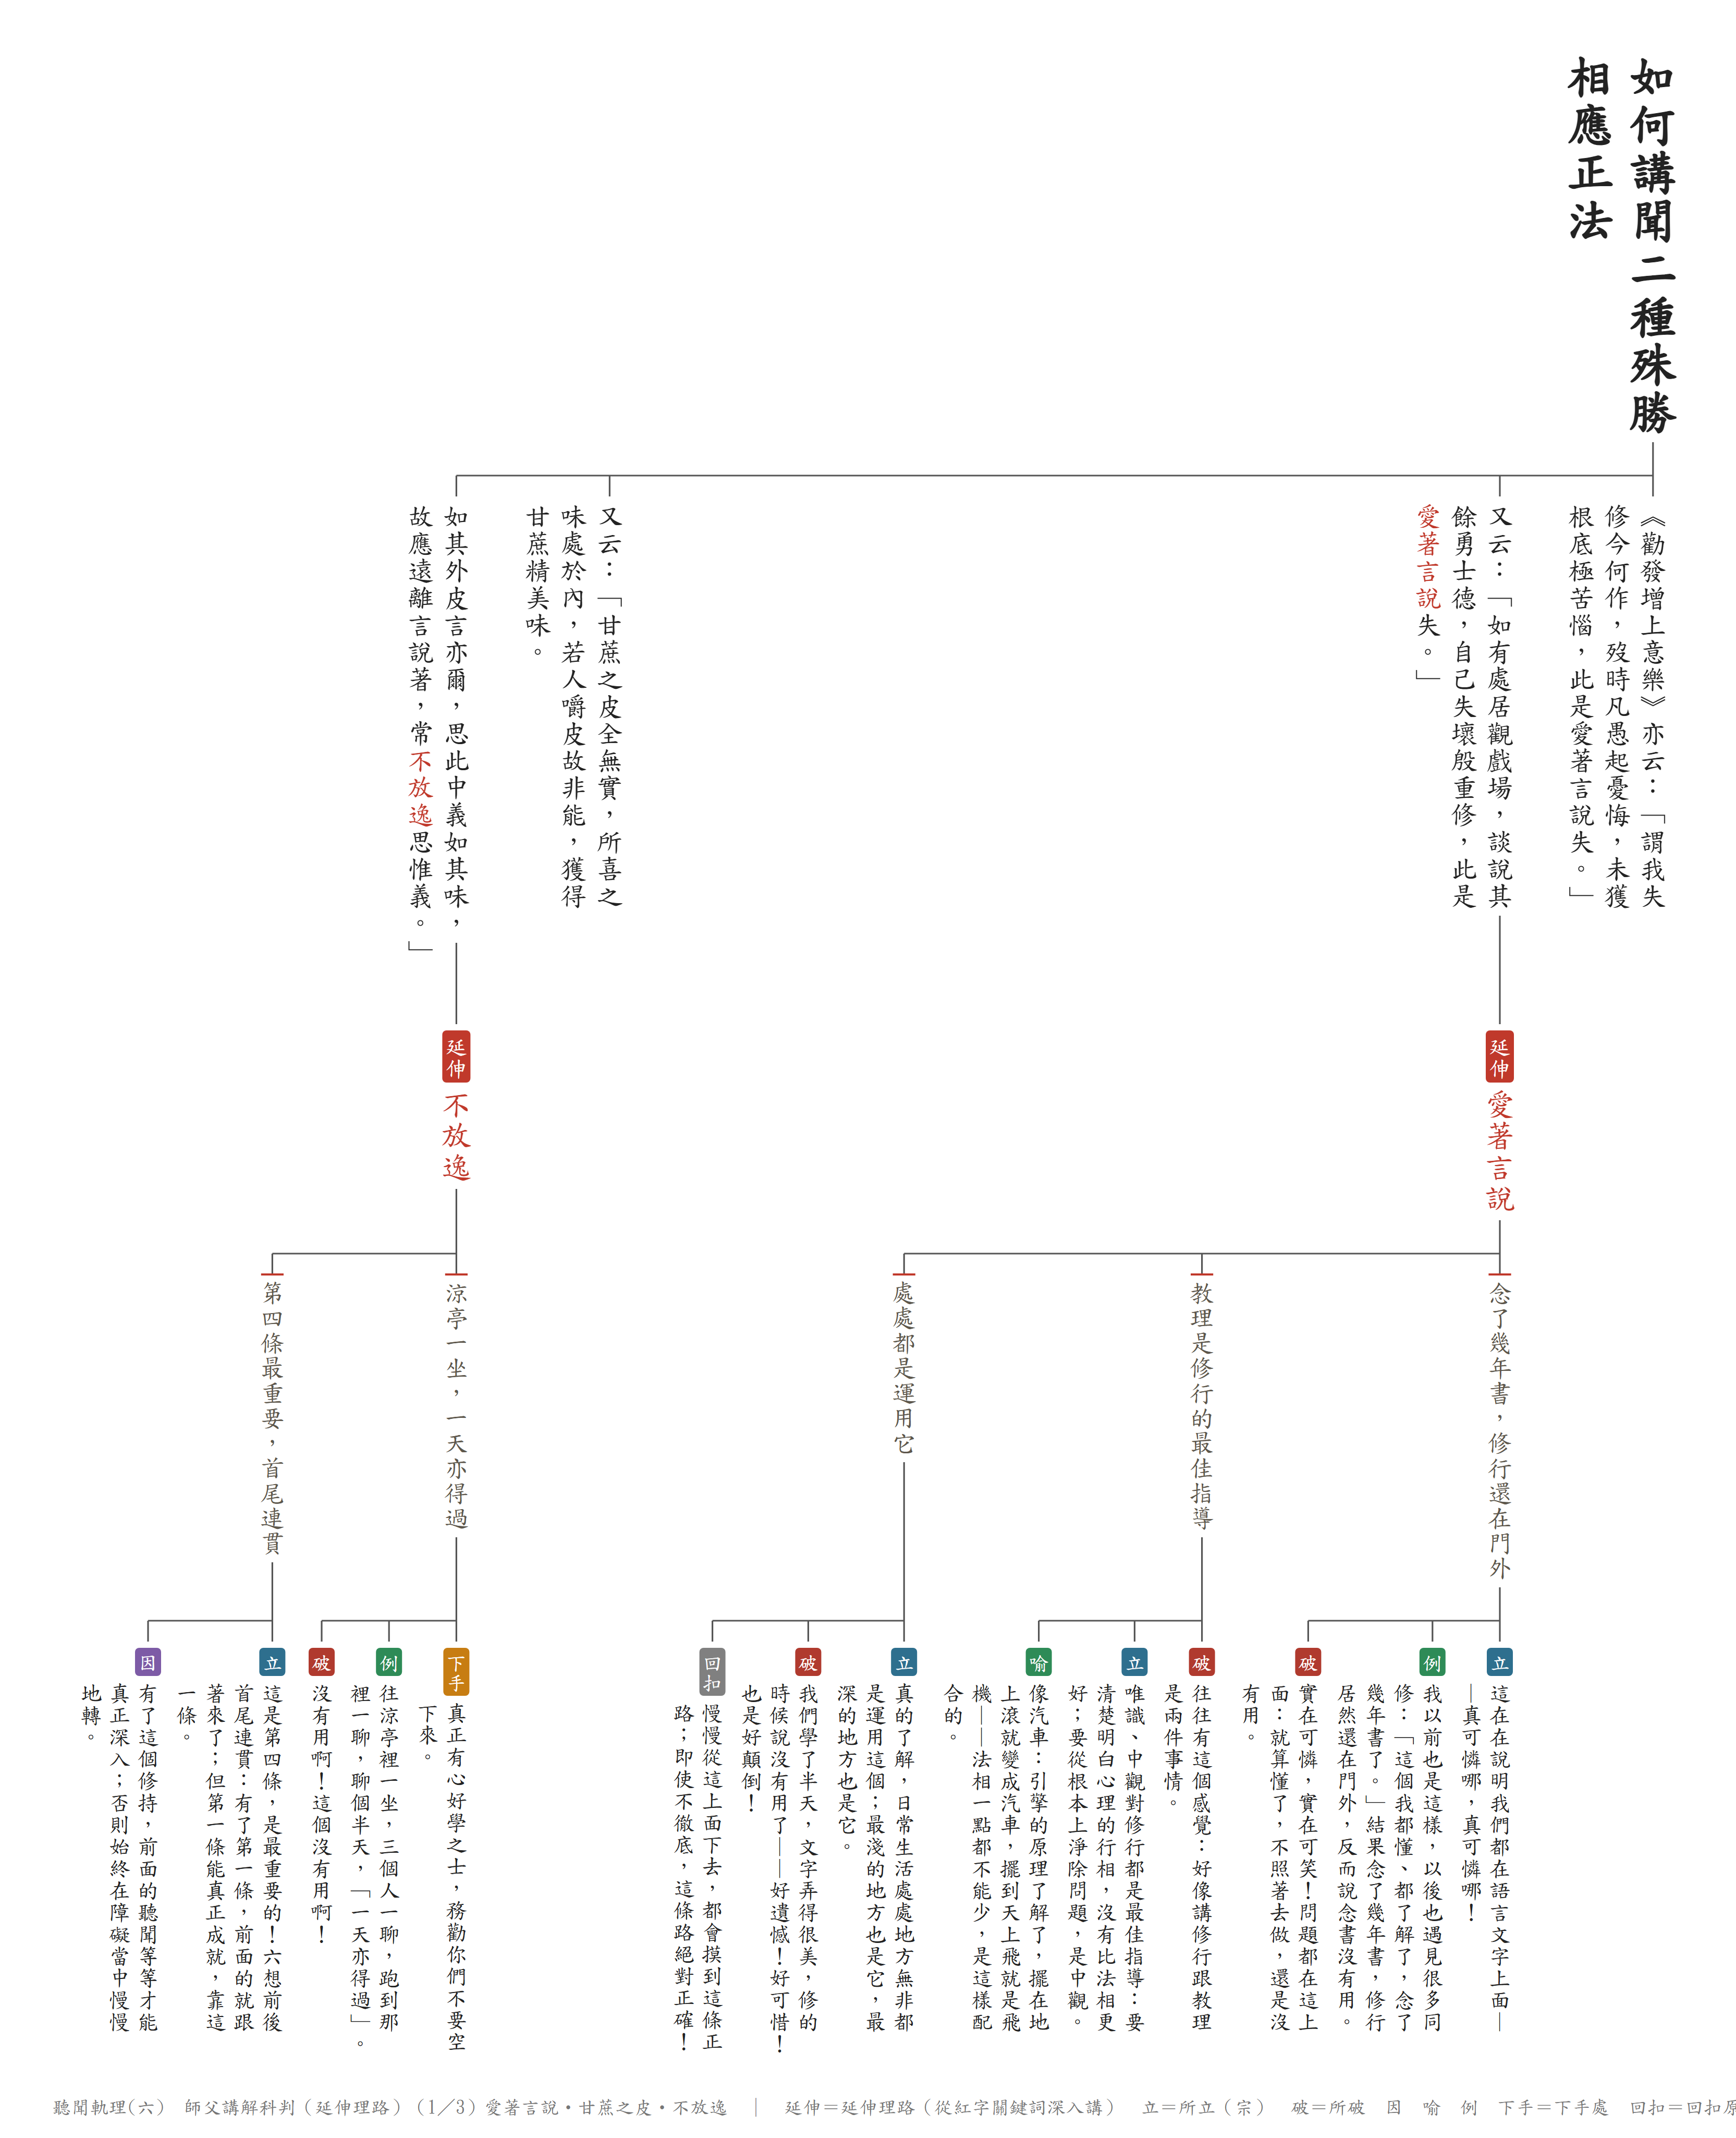 如何講聞二種殊勝
相應正法
《勸發增上意樂》亦云：「謂我失
修今何作，歿時凡愚起憂悔，未獲
根底極苦惱，此是愛著言說失。」
又云：「如有處居觀戲場，談說其
餘勇士德，自己失壞殷重修，此是
愛著言說失。」
又云：「甘蔗之皮全無實，所喜之
味處於內，若人嚼皮故非能，獲得
甘蔗精美味。
如其外皮言亦爾，思此中義如其味，
故應遠離言說著，常不放逸思惟義。」
延伸
愛著言說
念了幾年書，修行還在門外
立
這在在說明我們都在語言文字上面—
—真可憐哪，真可憐哪！
例
我以前也是這樣，以後也遇見很多同
修：「這個我都懂、都了解了，念了
幾年書了。」結果念了幾年書，修行
居然還在門外，反而說念書沒有用。
破
實在可憐，實在可笑！問題都在這上
面：就算懂了，不照著去做，還是沒
有用。
教理是修行的最佳指導
破
往往有這個感覺：好像講修行跟教理
是兩件事情。
立
唯識、中觀對修行都是最佳指導：要
清楚明白心理的行相，沒有比法相更
好；要從根本上淨除問題，是中觀。
喻
像汽車：引擎的原理了解了，擺在地
上滾就變成汽車，擺到天上飛就是飛
機——法相一點都不能少，是這樣配
合的。
處處都是運用它
立
真的了解，日常生活處處地方無非都
是運用這個；最淺的地方也是它，最
深的地方也是它。
破
我們學了半天，文字弄得很美，修的
時候說沒有用了——好遺憾！好可惜！
也是好顛倒！
回扣
慢慢從這上面下去，都會摸到這條正
路；即使不徹底，這條路絕對正確！
延伸
不放逸
涼亭一坐，一天亦得過
下手
真正有心好學之士，務勸你們不要空
下來。
例
往涼亭裡一坐，三個人一聊，跑到那
裡一聊，聊個半天，「一天亦得過」。
破
沒有用啊！這個沒有用啊！
第四條最重要，首尾連貫
立
這是第四條，是最重要的！六想前後
首尾連貫：有了第一條，前面的就跟
著來了；但第一條能真正成就，靠這
一條。
因
有了這個修持，前面的聽聞等等才能
真正深入；否則始終在障礙當中慢慢
地轉。
聽聞軌理(六)　師父講解科判（延伸理路）（1／3）愛著言說・甘蔗之皮・不放逸　｜　延伸＝延伸理路（從紅字關鍵詞深入講）　立＝所立（宗）　破＝所破　因　喻　例　下手＝下手處　回扣＝回扣原